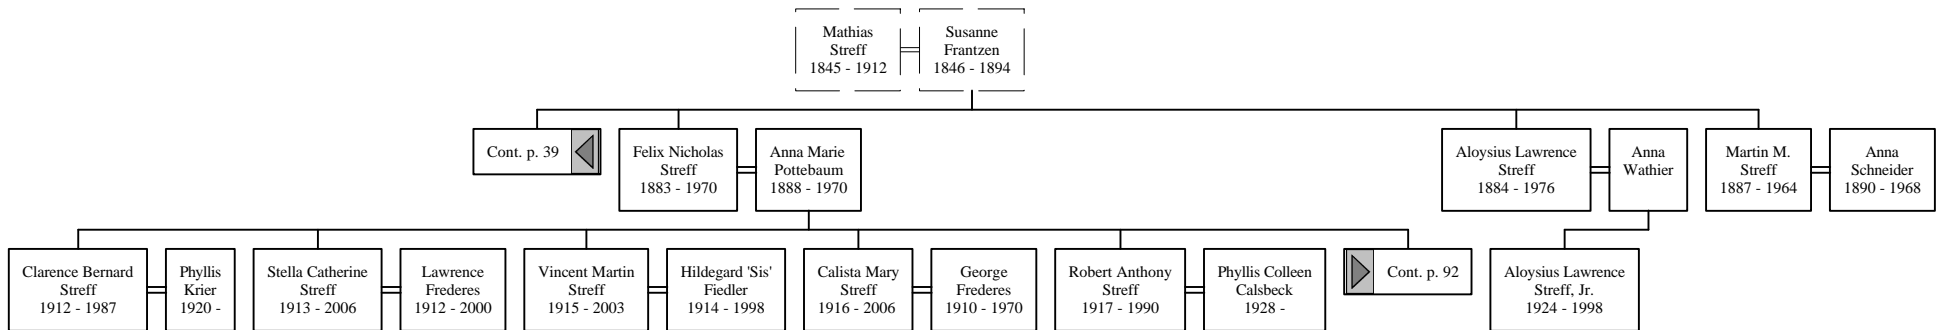 Mathias
Streff
1845 - 1912
Susanne
Frantzen
1846 - 1894
Cont. p. 39
Felix Nicholas
Streff
1883 - 1970
Anna Marie
Pottebaum
1888 - 1970
Aloysius Lawrence
Streff
1884 - 1976
Anna
Wathier
Martin M.
Streff
1887 - 1964
Anna
Schneider
1890 - 1968
Clarence Bernard
Streff
1912 - 1987
Phyllis
Krier
1920 -
Stella Catherine
Streff
1913 - 2006
Lawrence
Frederes
1912 - 2000
Vincent Martin
Streff
1915 - 2003
Hildegard 'Sis'
Fiedler
1914 - 1998
Calista Mary
Streff
1916 - 2006
George
Frederes
1910 - 1970
Robert Anthony
Streff
1917 - 1990
Phyllis Colleen
Calsbeck
1928 -
Cont. p. 92
Aloysius Lawrence
Streff, Jr.
1924 - 1998